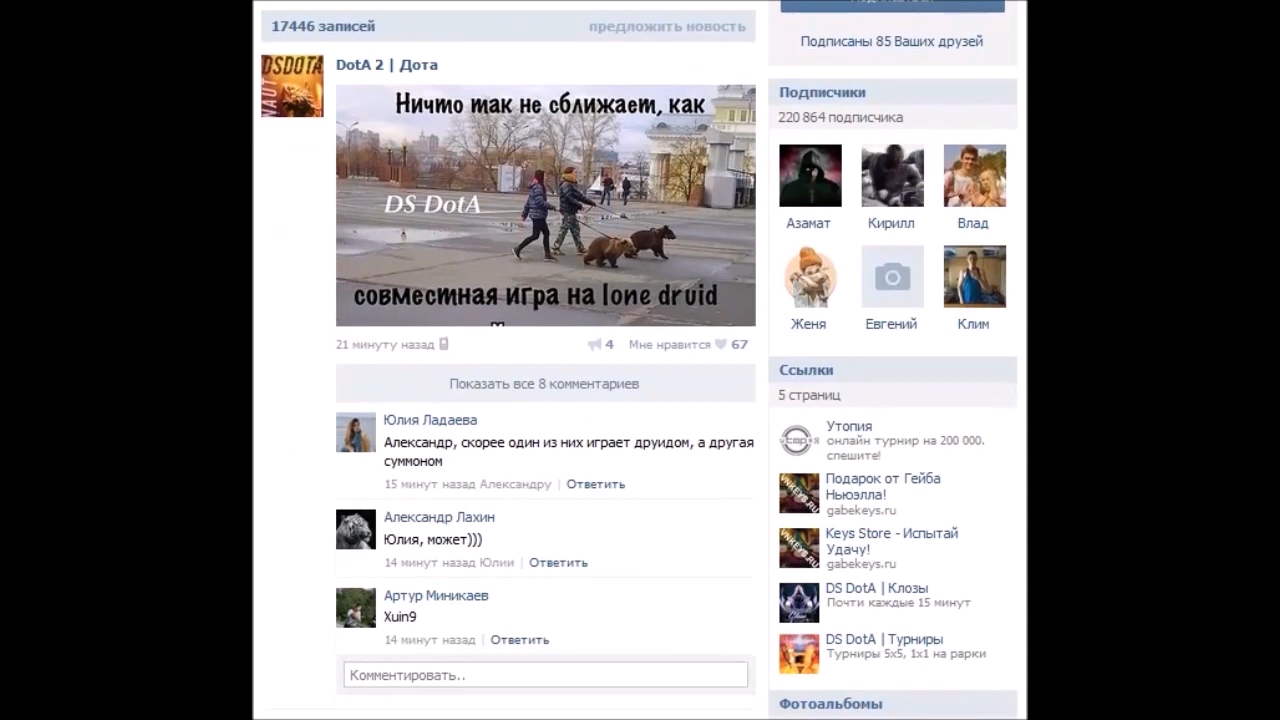 17446 записей
предложить новость
DSDOTA
NAUT
DotA 2 | Дота
Ничто так не сближает, как
DS DotA
совместная игра на lone druid
21 минуту назад
4
Мне нравится 67
Показать все 8 комментариев
Юлия Ладаева
Александр, скорее один из них играет друидом, а другая
суммоном
15 минут назад Александру | Ответить
Александр Лахин
Юлия, может)))
14 минут назад Юлии | Ответить
Артур Миникаев
Xuin9
14 минут назад | Ответить
Комментировать..
Подписаны 85 Ваших друзей
Подписчики
220 864 подписчика
Азамат
Кирилл
Влад
Женя
Евгений
Клим
Ссылки
5 страниц
Утопия
онлайн турнир на 200 000.
спешите!
Подарок от Гейба
Ньюэлла!
gabekeys.ru
VNKEYS.RU
Keys Store - Испытай
Удачу!
gabekeys.ru
VNKEYS.RU
DS DotA | Клозы
Почти каждые 15 минут
DS DotA | Турниры
Турниры 5x5, 1x1 на рарки
Фотоальбомы